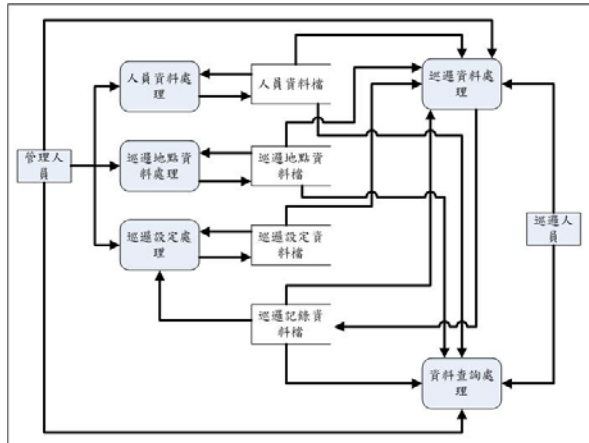 人員資料處
理
人員資料檔
巡邏資料處
理
管理人
員
巡邏地點資
料處理
巡邏地點資
料檔
巡邏設定處
理
巡邏設定資
料檔
巡邏人
員
巡邏記錄資
料檔
資料查詢處
理